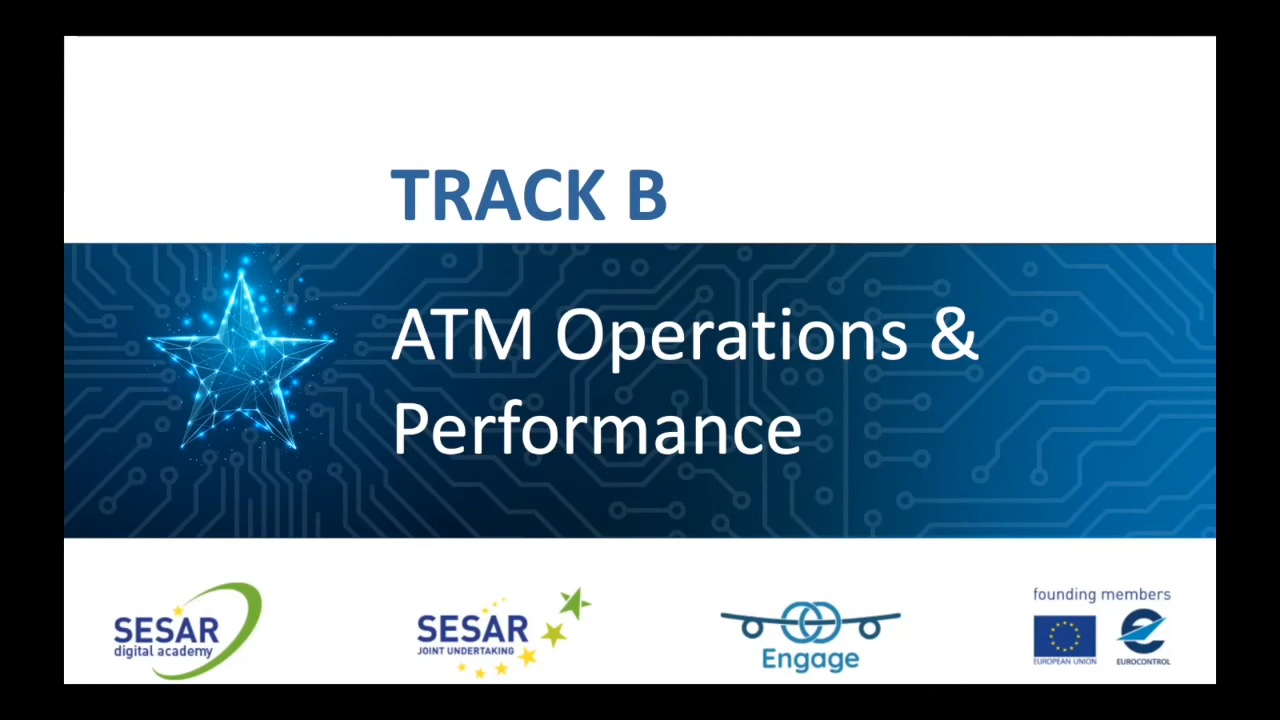 TRACK B
ATM Operations &
Performance
SESAR
digital academy
SESAR
JOINT UNDERTAKING
Engage
founding members
EUROPEAN UNION
EUROCONTROL